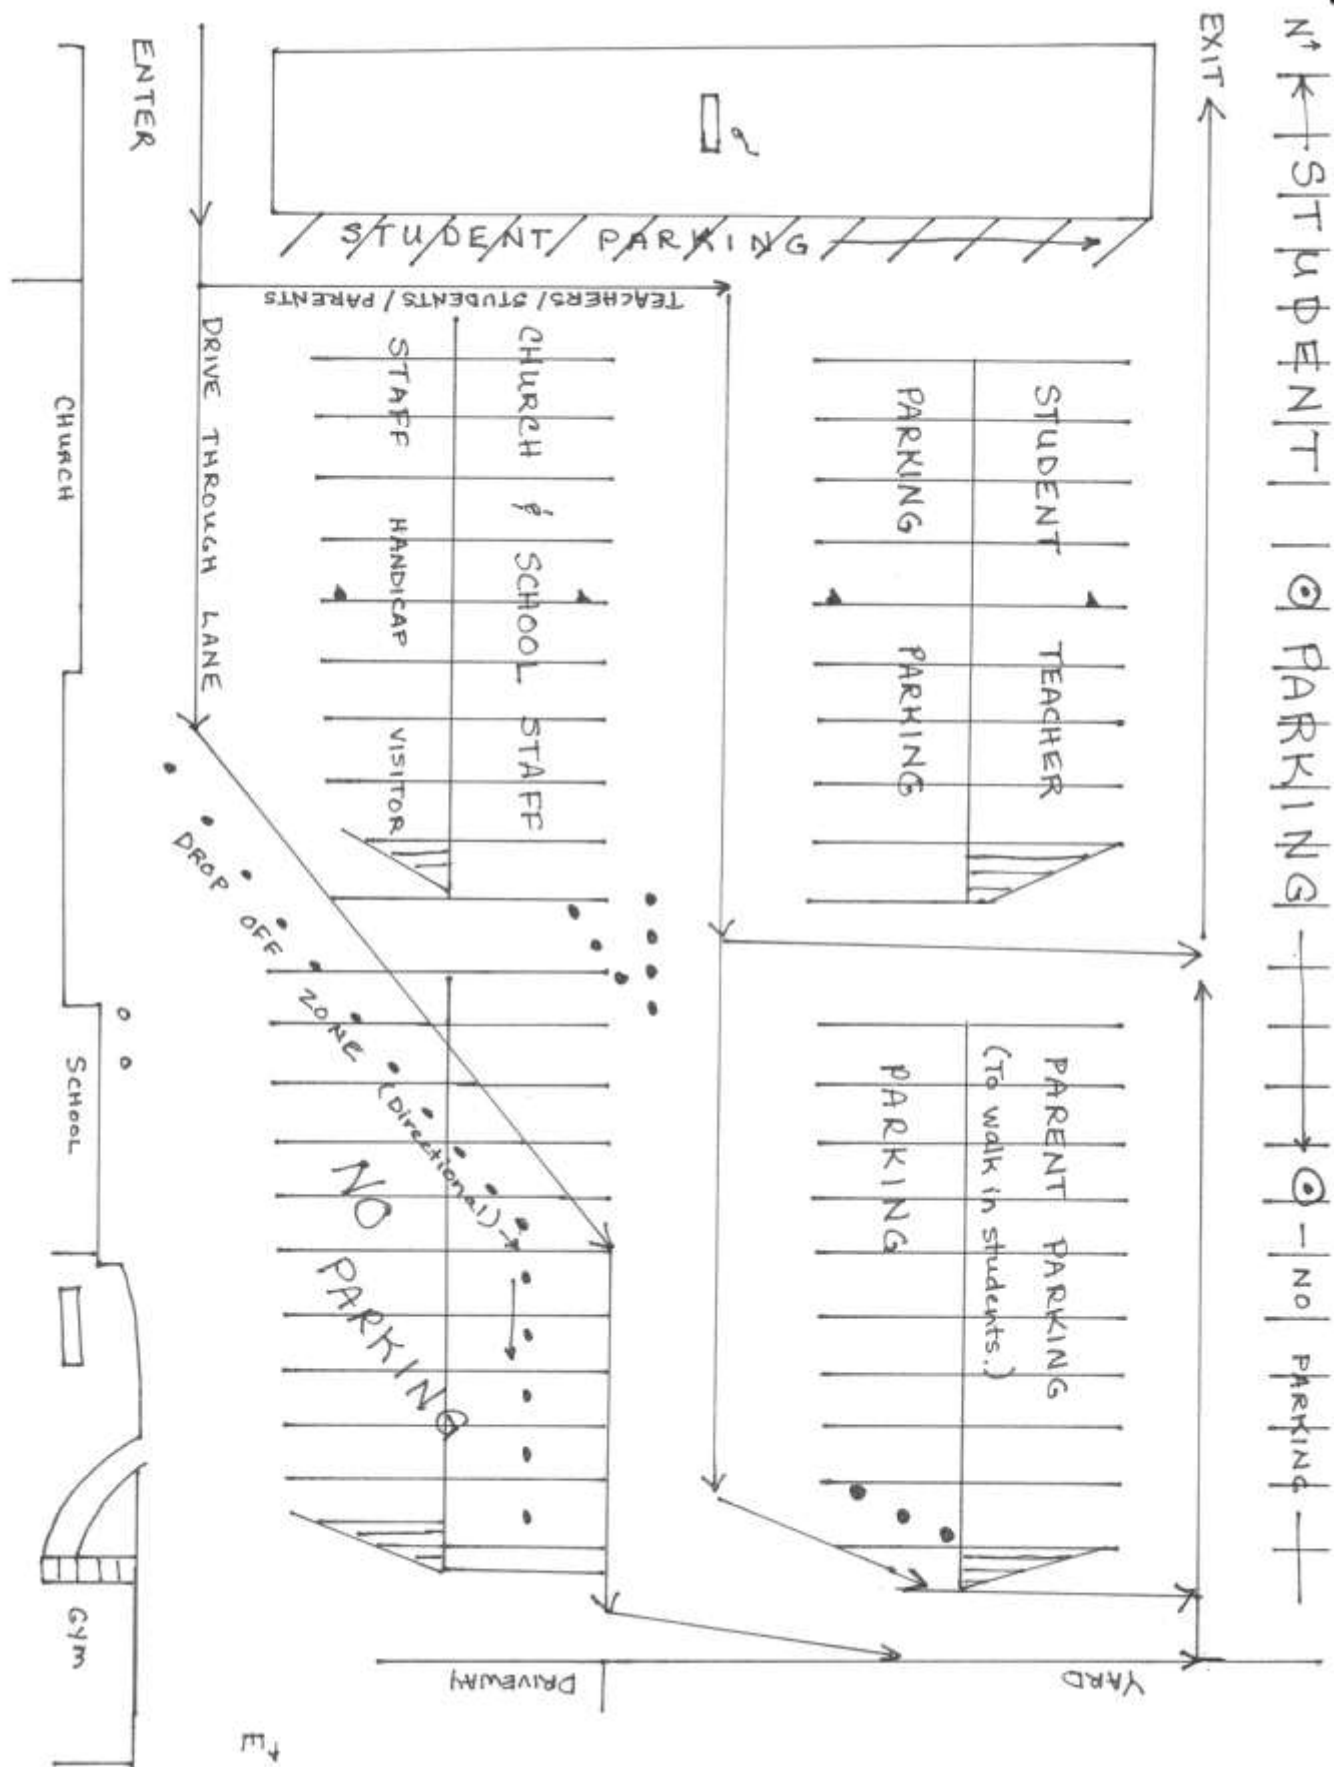 N↑
STUDENT PARKING
- NO PARKING
EXIT
ENTER
STUDENT PARKING
TEACHERS/STUDENTS/PARENTS
DRIVE THROUGH LANE
CHURCH
STAFF HANDICAP VISITOR
CHURCH & SCHOOL STAFF
STUDENT TEACHER
PARKING PARKING
DROP OFF ZONE (Directional)
NO PARKING
PARENT PARKING
(To walk in students.)
PARKING
SCHOOL
GYM
DRIVEWAY
YARD
↑E